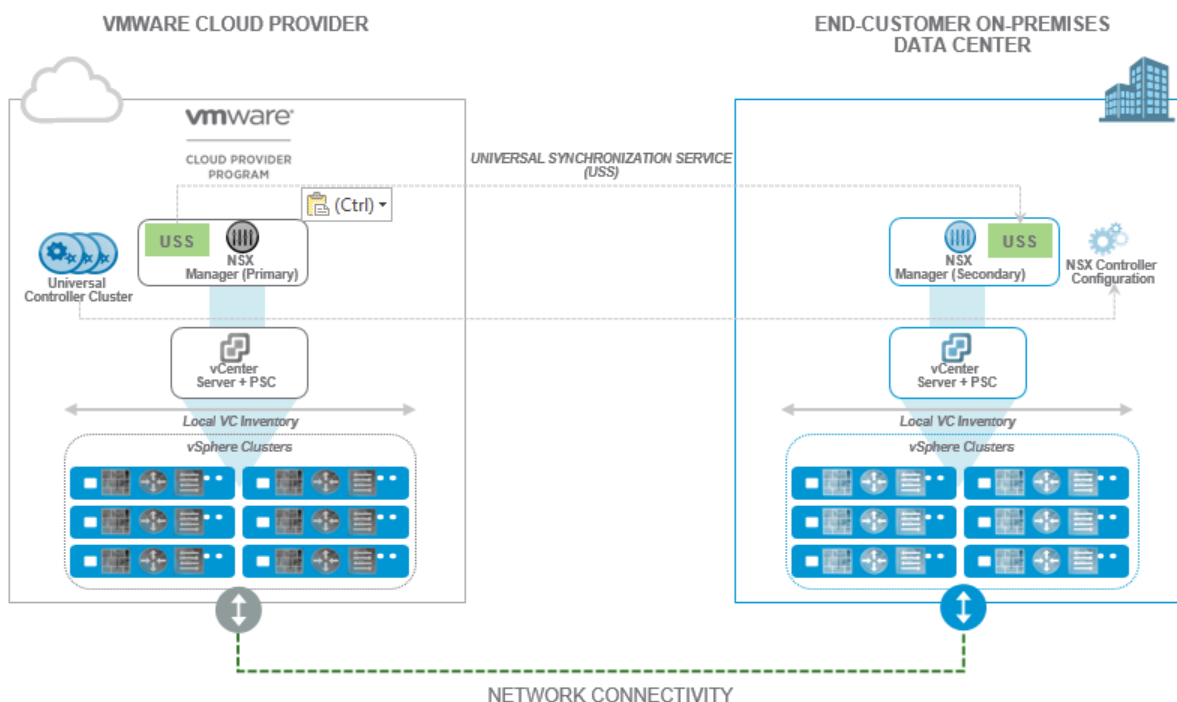 VMWARE CLOUD PROVIDER
END-CUSTOMER ON-PREMISES
DATA CENTER
vmware®
CLOUD PROVIDER
PROGRAM
UNIVERSAL SYNCHRONIZATION SERVICE
(USS)
(Ctrl)
USS
NSX
Manager (Primary)
Universal
Controller Cluster
NSX
Manager (Secondary)
USS
NSX Controller
Configuration
vCenter
Server + PSC
vCenter
Server + PSC
Local VC Inventory
Local VC Inventory
vSphere Clusters
vSphere Clusters
NETWORK CONNECTIVITY